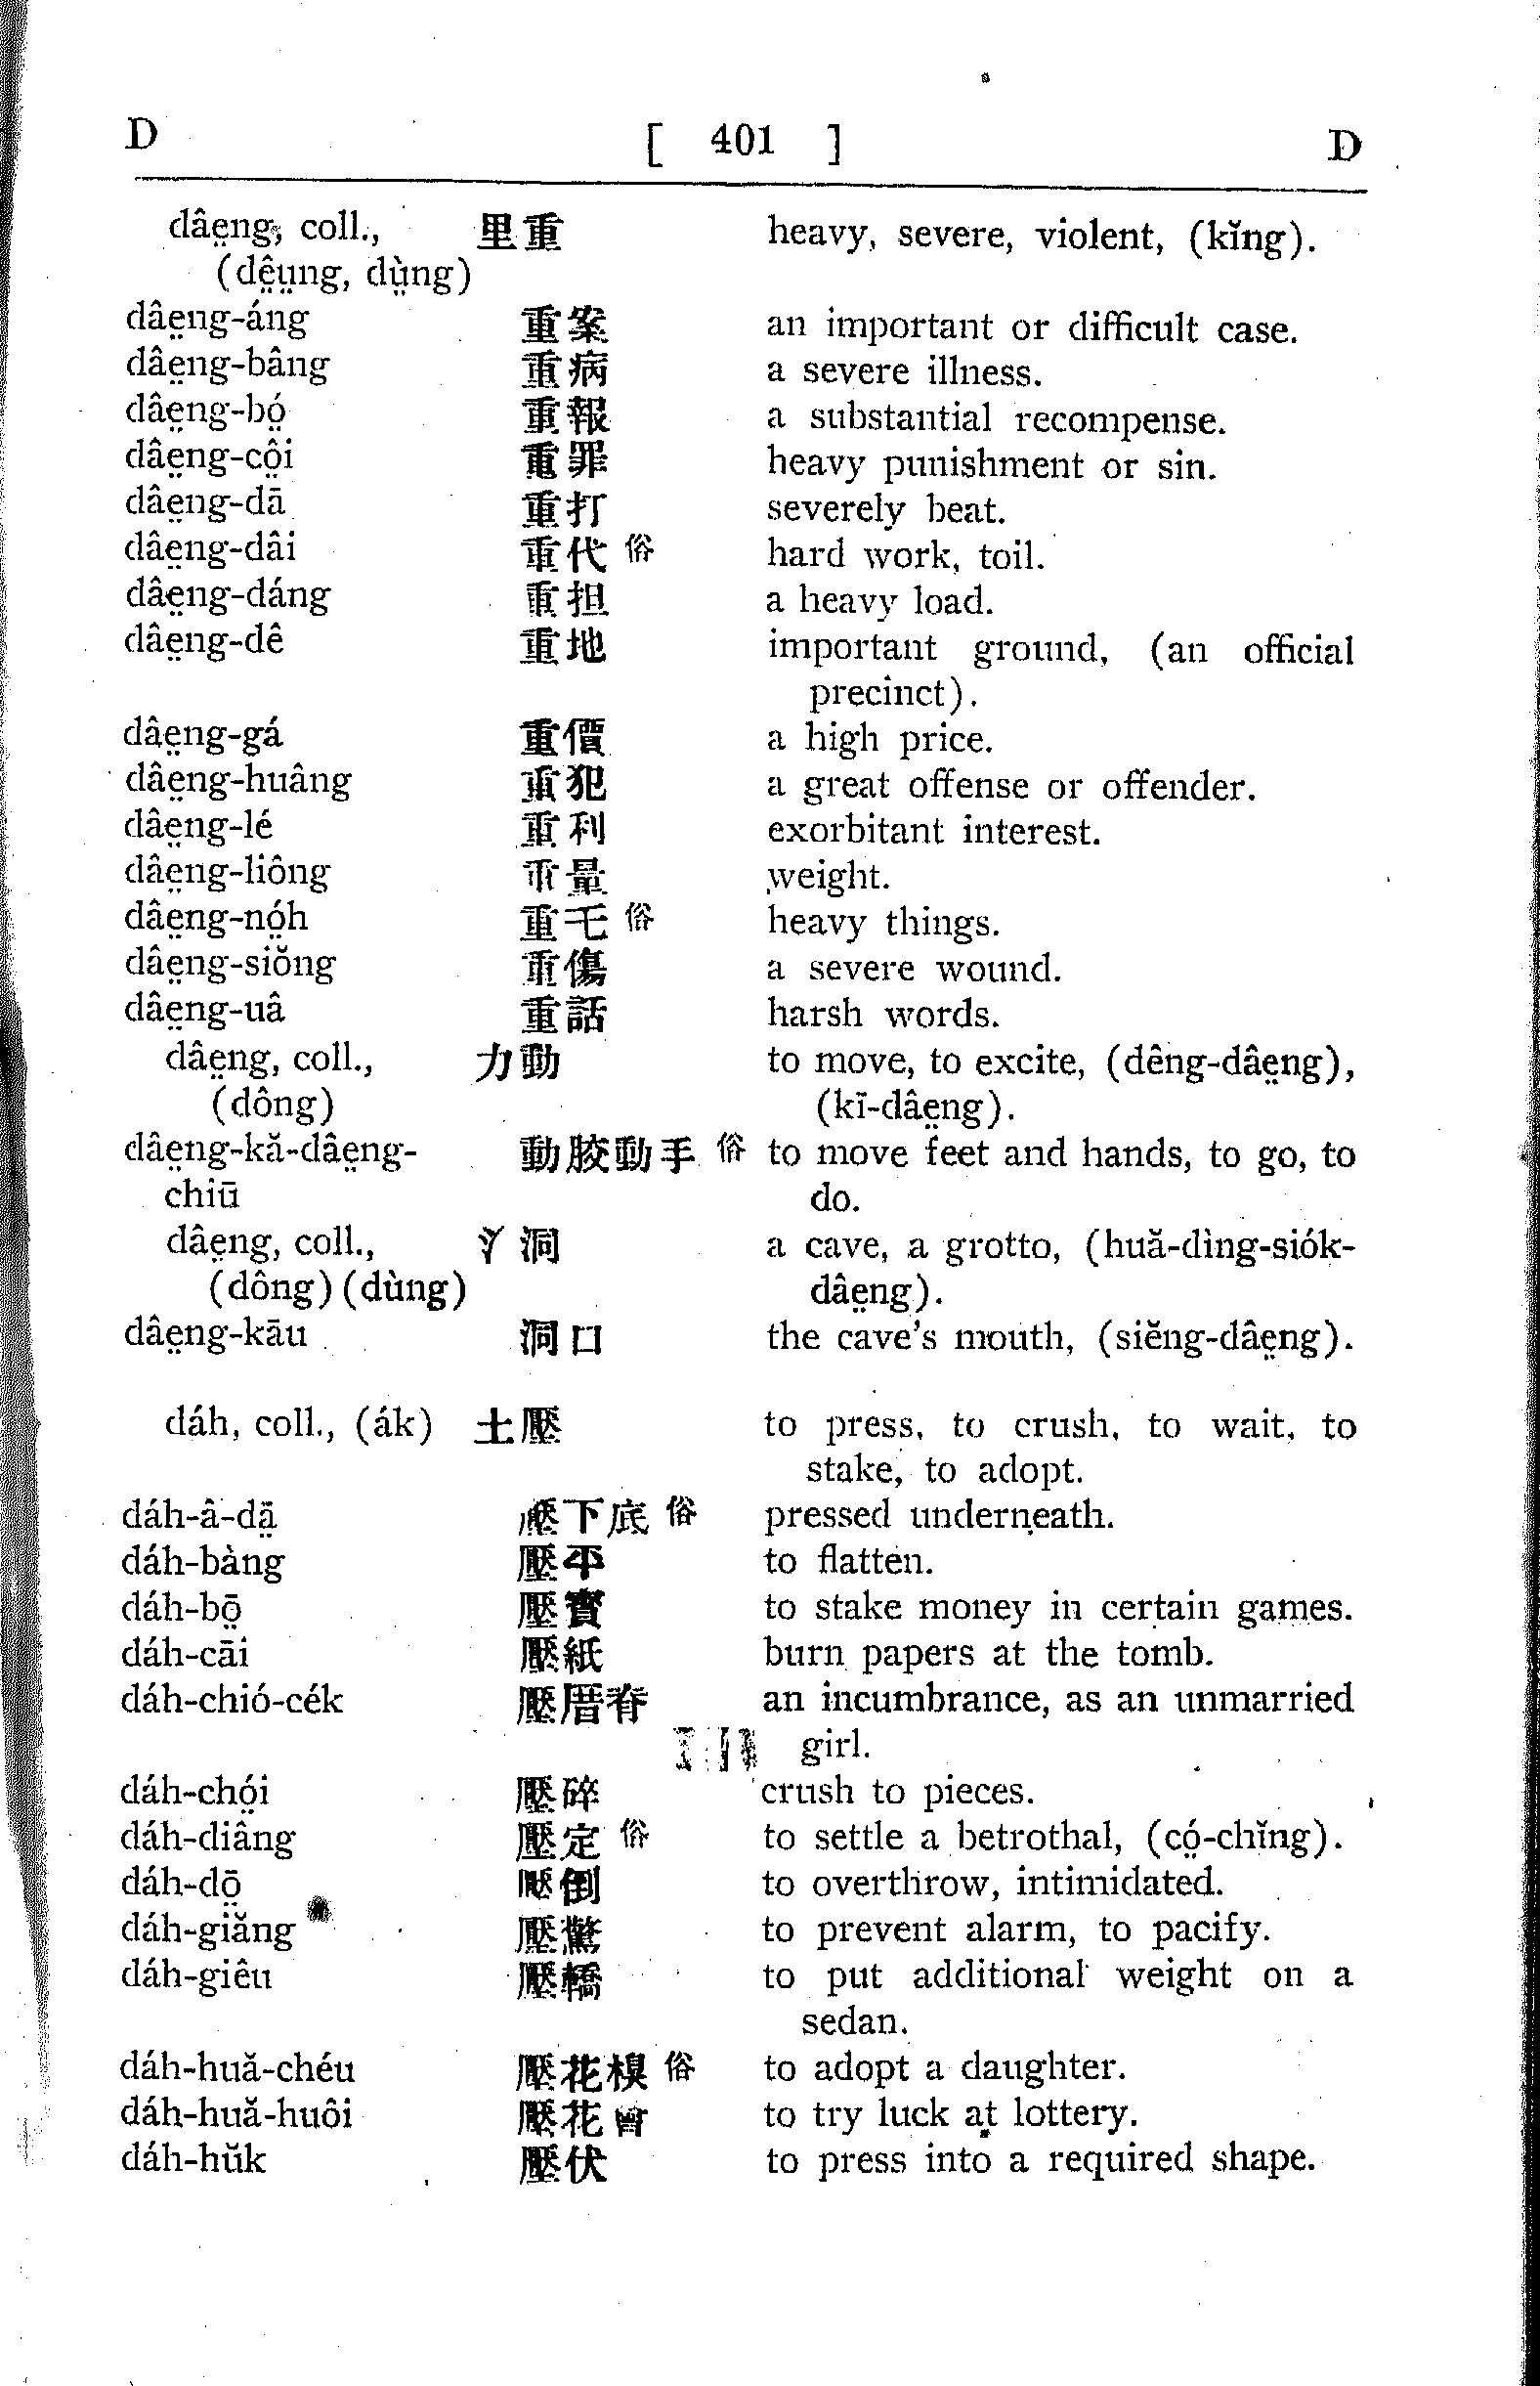 D [ 401 ] D
dâe̤ng, coll., 里重 heavy, severe, violent, (kĭng).
(dê̤ṳng, dṳ̀ng)
dâe̤ng-áng 重案 an important or difficult case.
dâe̤ng-bâng 重病 a severe illness.
dâe̤ng-bó̤ 重報 a substantial recompense.
dâe̤ng-cô̤i 重罪 heavy punishment or sin.
dâe̤ng-dā 重打 severely beat.
dâe̤ng-dâi 重代 俗 hard work, toil.
dâe̤ng-dáng 重担 a heavy load.
dâe̤ng-dê 重地 important ground, (an official
precinct).
dâe̤ng-gá 重價 a high price.
dâe̤ng-huâng 重犯 a great offense or offender.
dâe̤ng-lé 重利 exorbitant interest.
dâe̤ng-liông 重量 weight.
dâe̤ng-nó̤h 重乇 俗 heavy things.
dâe̤ng-siŏng 重傷 a severe wound.
dâe̤ng-uâ 重話 harsh words.
dâe̤ng, coll., 力動 to move, to excite, (dêng-dâe̤ng),
(dông) (kī-dâe̤ng).
dâe̤ng-kă-dâe̤ng- 動骹動手 俗 to move feet and hands, to go, to
chiū do.
dâe̤ng, coll., 氵洞 a cave, a grotto, (huă-dìng-siók-
(dông) (dùng) dâe̤ng).
dâe̤ng-kāu 洞口 the cave's mouth, (siĕng-dâe̤ng).
dáh, coll., (ák) 土壓 to press, to crush, to wait, to
stake, to adopt.
dáh-â-dā̤ 壓下底 俗 pressed underneath.
dáh-bàng 壓平 to flatten.
dáh-bō̤ 壓寶 to stake money in certain games.
dáh-cāi 壓紙 burn papers at the tomb.
dáh-chió-cék 壓厝脊 an incumbrance, as an unmarried
girl.
dáh-chó̤i 壓碎 crush to pieces.
dáh-diâng 壓定 俗 to settle a betrothal, (có̤-chĭng).
dáh-dō̤ 壓倒 to overthrow, intimidated.
dáh-giăng 壓驚 to prevent alarm, to pacify.
dáh-giêu 壓轎 to put additional weight on a
sedan.
dáh-huă-chéu 壓花模 俗 to adopt a daughter.
dáh-huă-huôi 壓花會 to try luck at lottery.
dáh-hŭk 壓伏 to press into a required shape.